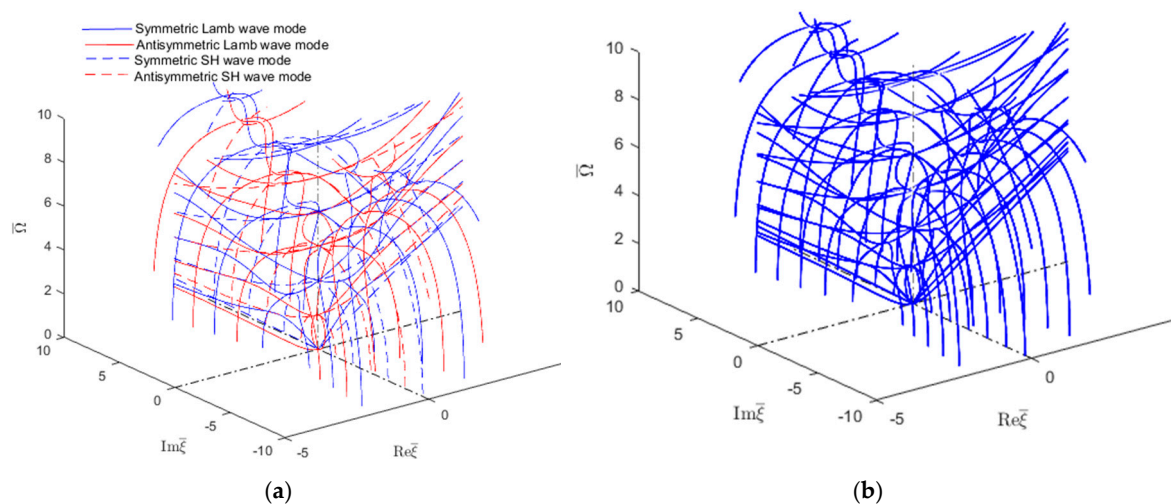 Symmetric Lamb wave mode
Antisymmetric Lamb wave mode
Symmetric SH wave mode
Antisymmetric SH wave mode
10
8
6
4
2
0
Ω̅
10
5
0
-5
-10
Imξ̅
-5
0
Reξ̅
(a)
10
8
6
4
2
0
Ω̅
10
5
0
-5
-10
Imξ̅
-5
0
Reξ̅
(b)